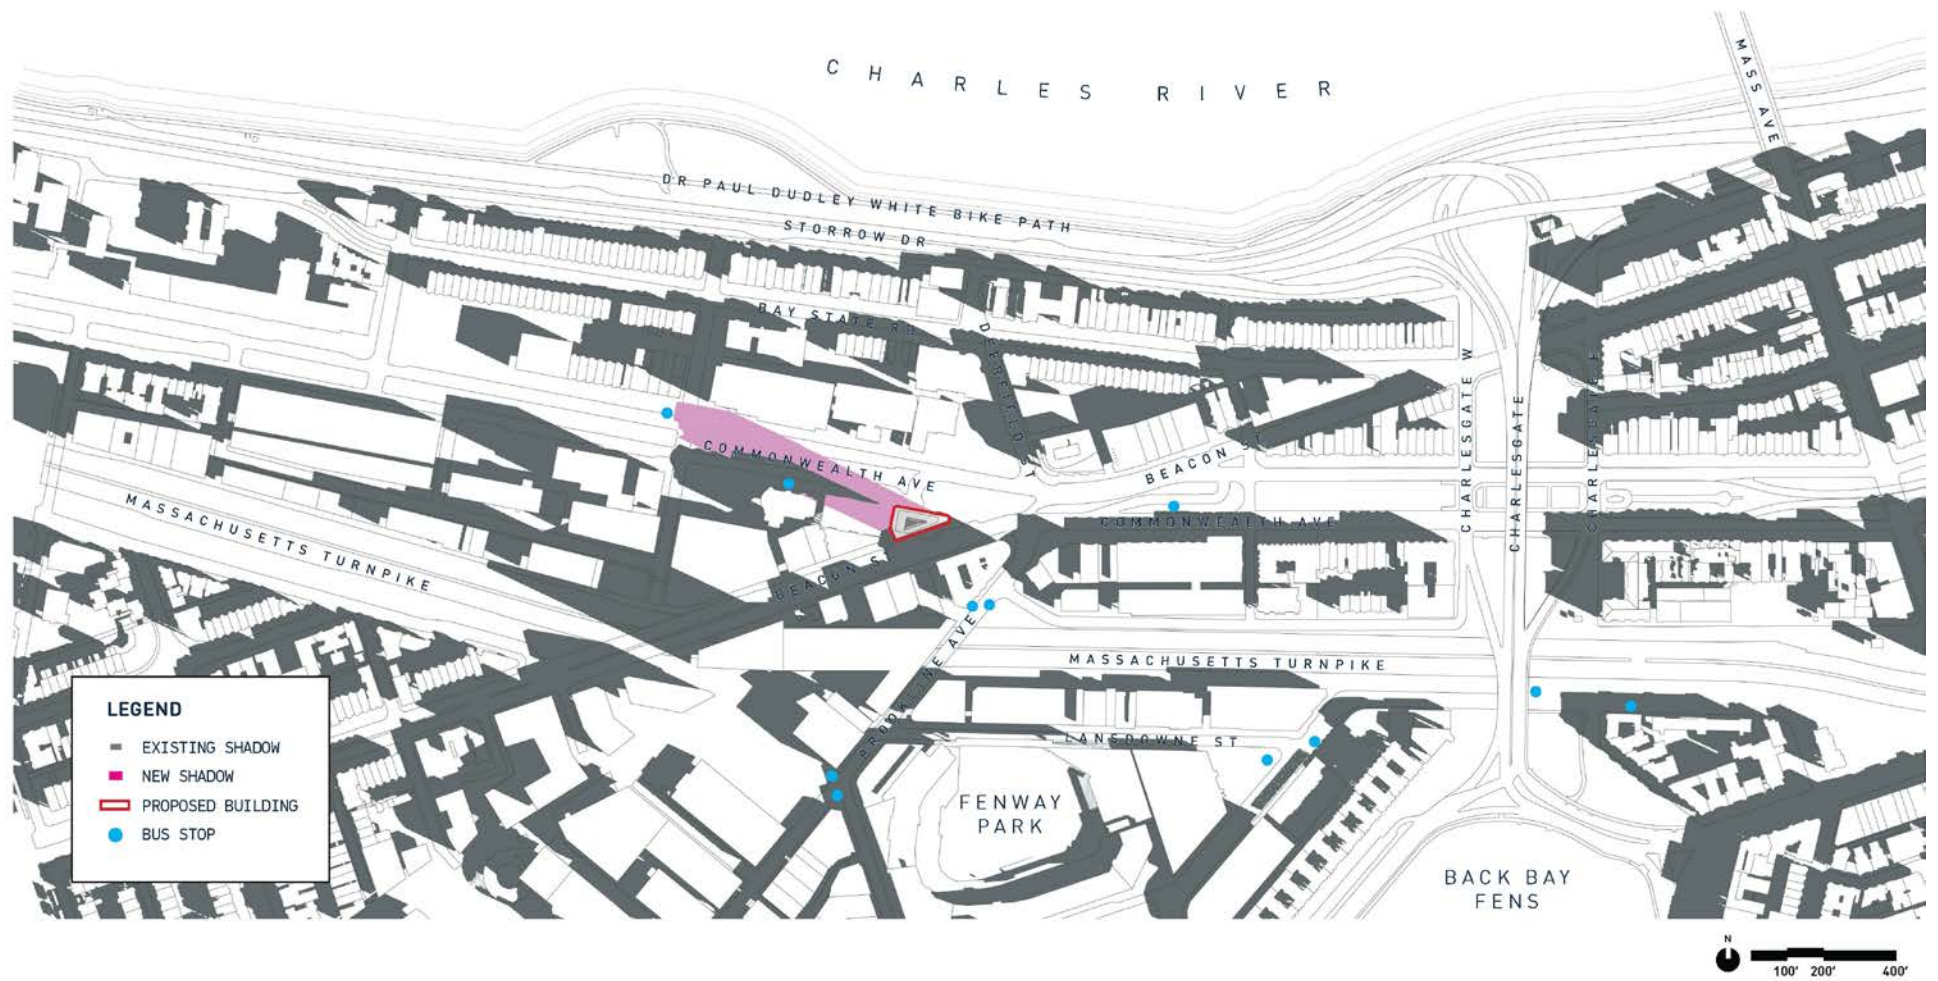 CHARLES RIVER
MASS AVE
DR PAUL DUDLEY WHITE BIKE PATH
STORROW DR
BAY STATE RD
DEERFIELD ST
CHARLESGATE W
CHARLESGATE
CHARLESGATE E
COMMONWEALTH AVE
BEACON ST
MASSACHUSETTS TURNPIKE
COMMONWEALTH AVE
BEACON ST
BROOKLINE AVE
MASSACHUSETTS TURNPIKE
LANSDOWNE ST
FENWAY
PARK
BACK BAY
FENS
LEGEND
EXISTING SHADOW
NEW SHADOW
PROPOSED BUILDING
BUS STOP
N
100' 200' 400'